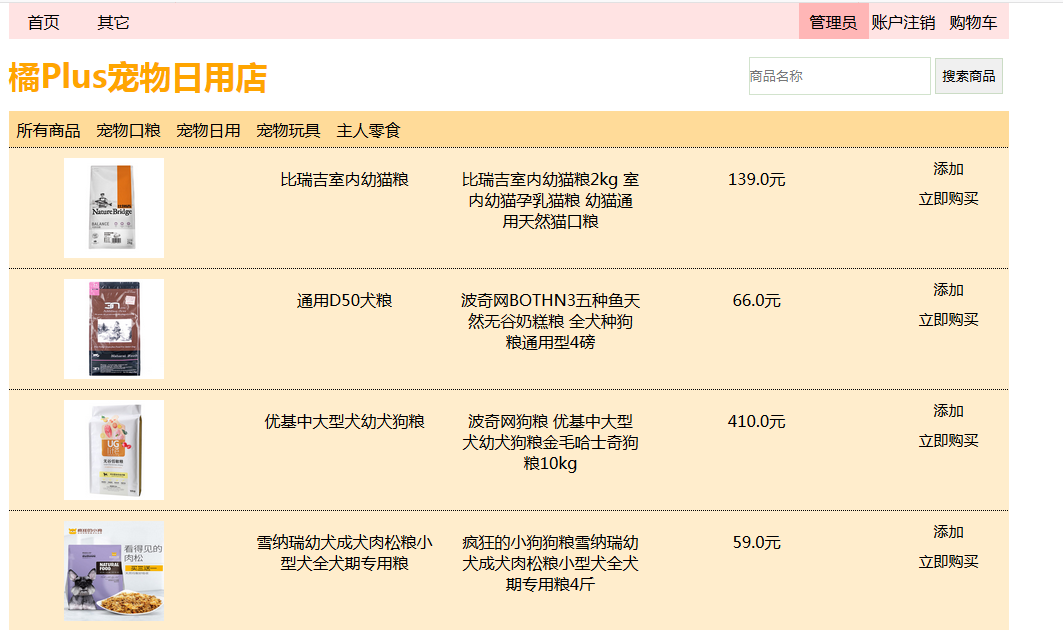 首页 其它 管理员 账户注销 购物车
橘Plus宠物日用店 商品名称 搜索商品
所有商品 宠物口粮 宠物日用 宠物玩具 主人零食
Nature Bridge
BALANCE
比瑞吉室内幼猫粮
比瑞吉室内幼猫粮2kg 室
内幼猫孕乳猫粮 幼猫通
用天然猫口粮
139.0元
添加
立即购买
3N
通用D50犬粮
波奇网BOTHN3五种鱼天
然无谷奶糕粮 全犬种狗
粮通用型4磅
66.0元
添加
立即购买
UG
优基中大型犬幼犬狗粮
波奇网狗粮 优基中大型
犬幼犬狗粮金毛哈士奇狗
粮10kg
410.0元
添加
立即购买
看得见的
肉松
NATURAL
FOOD
雪纳瑞幼犬成犬肉松粮小
型犬全犬期专用粮
疯狂的小狗狗粮雪纳瑞幼
犬成犬肉松粮小型犬全犬
期专用粮4斤
59.0元
添加
立即购买